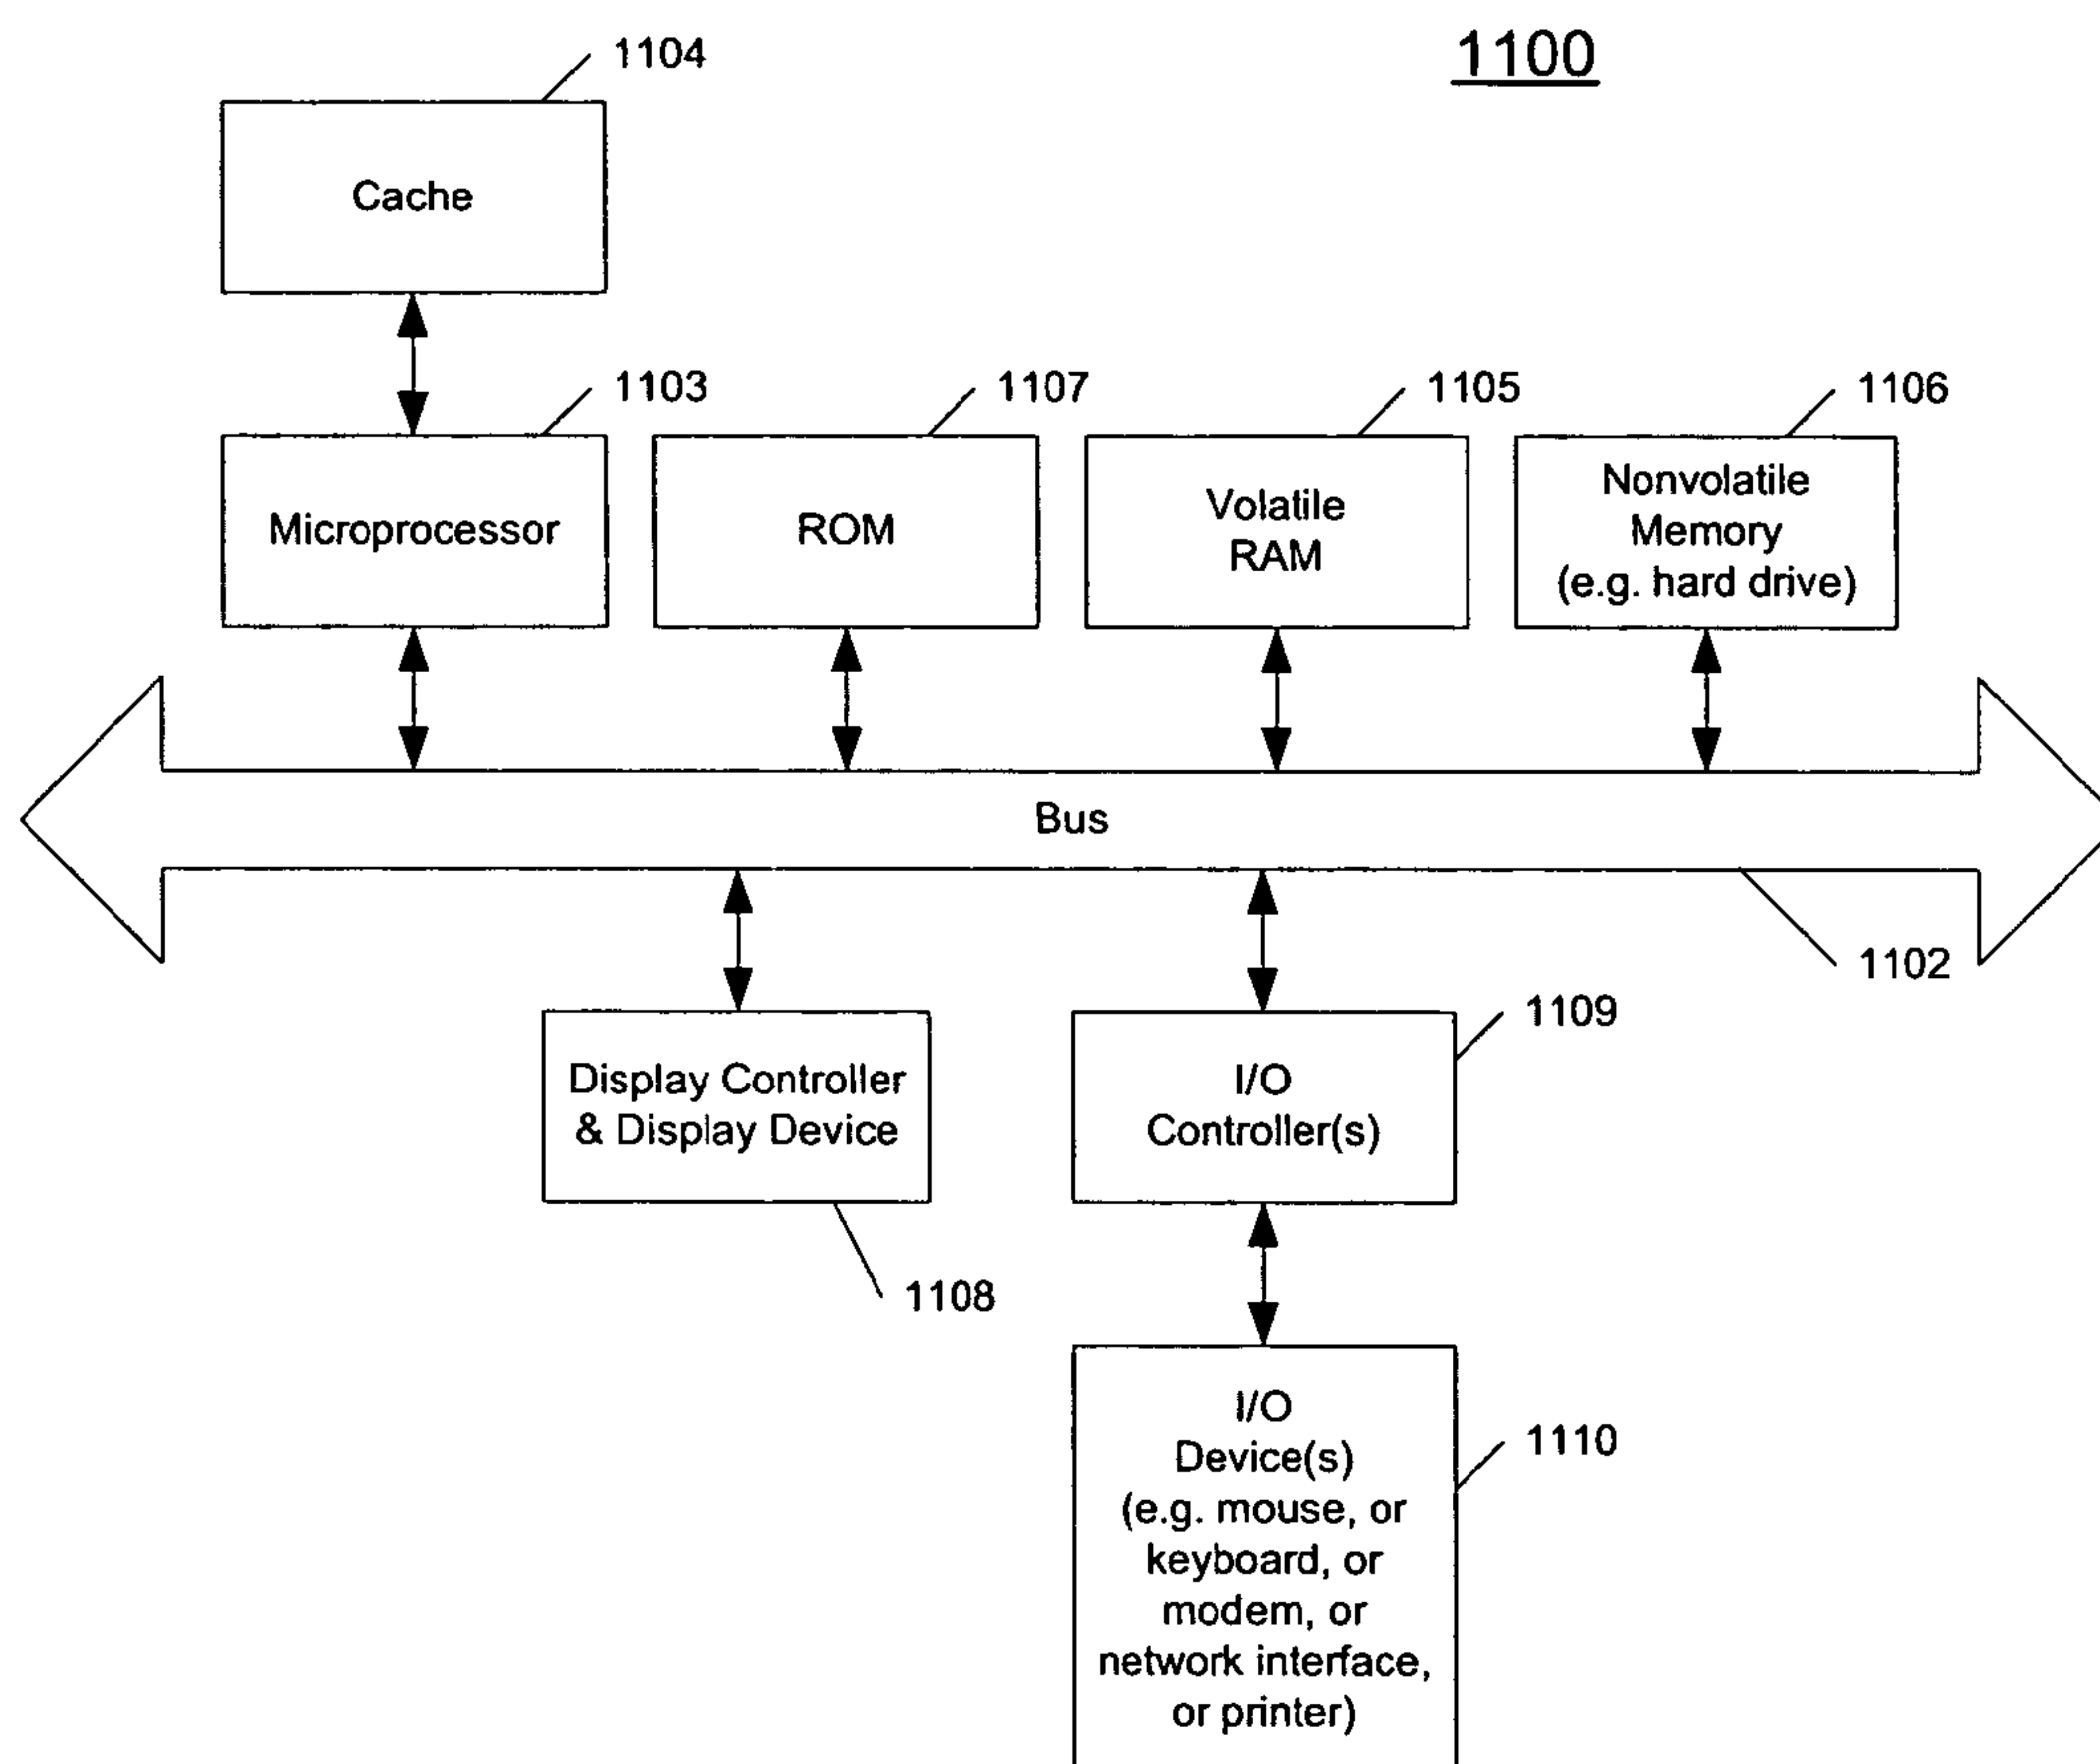 1104
1100
Cache
1103
1107
1105
1106
Microprocessor
ROM
Volatile
RAM
Nonvolatile
Memory
(e.g. hard drive)
Bus
1102
1109
Display Controller
& Display Device
I/O
Controller(s)
1108
1110
I/O
Device(s)
(e.g. mouse, or
keyboard, or
modem, or
network interface,
or printer)